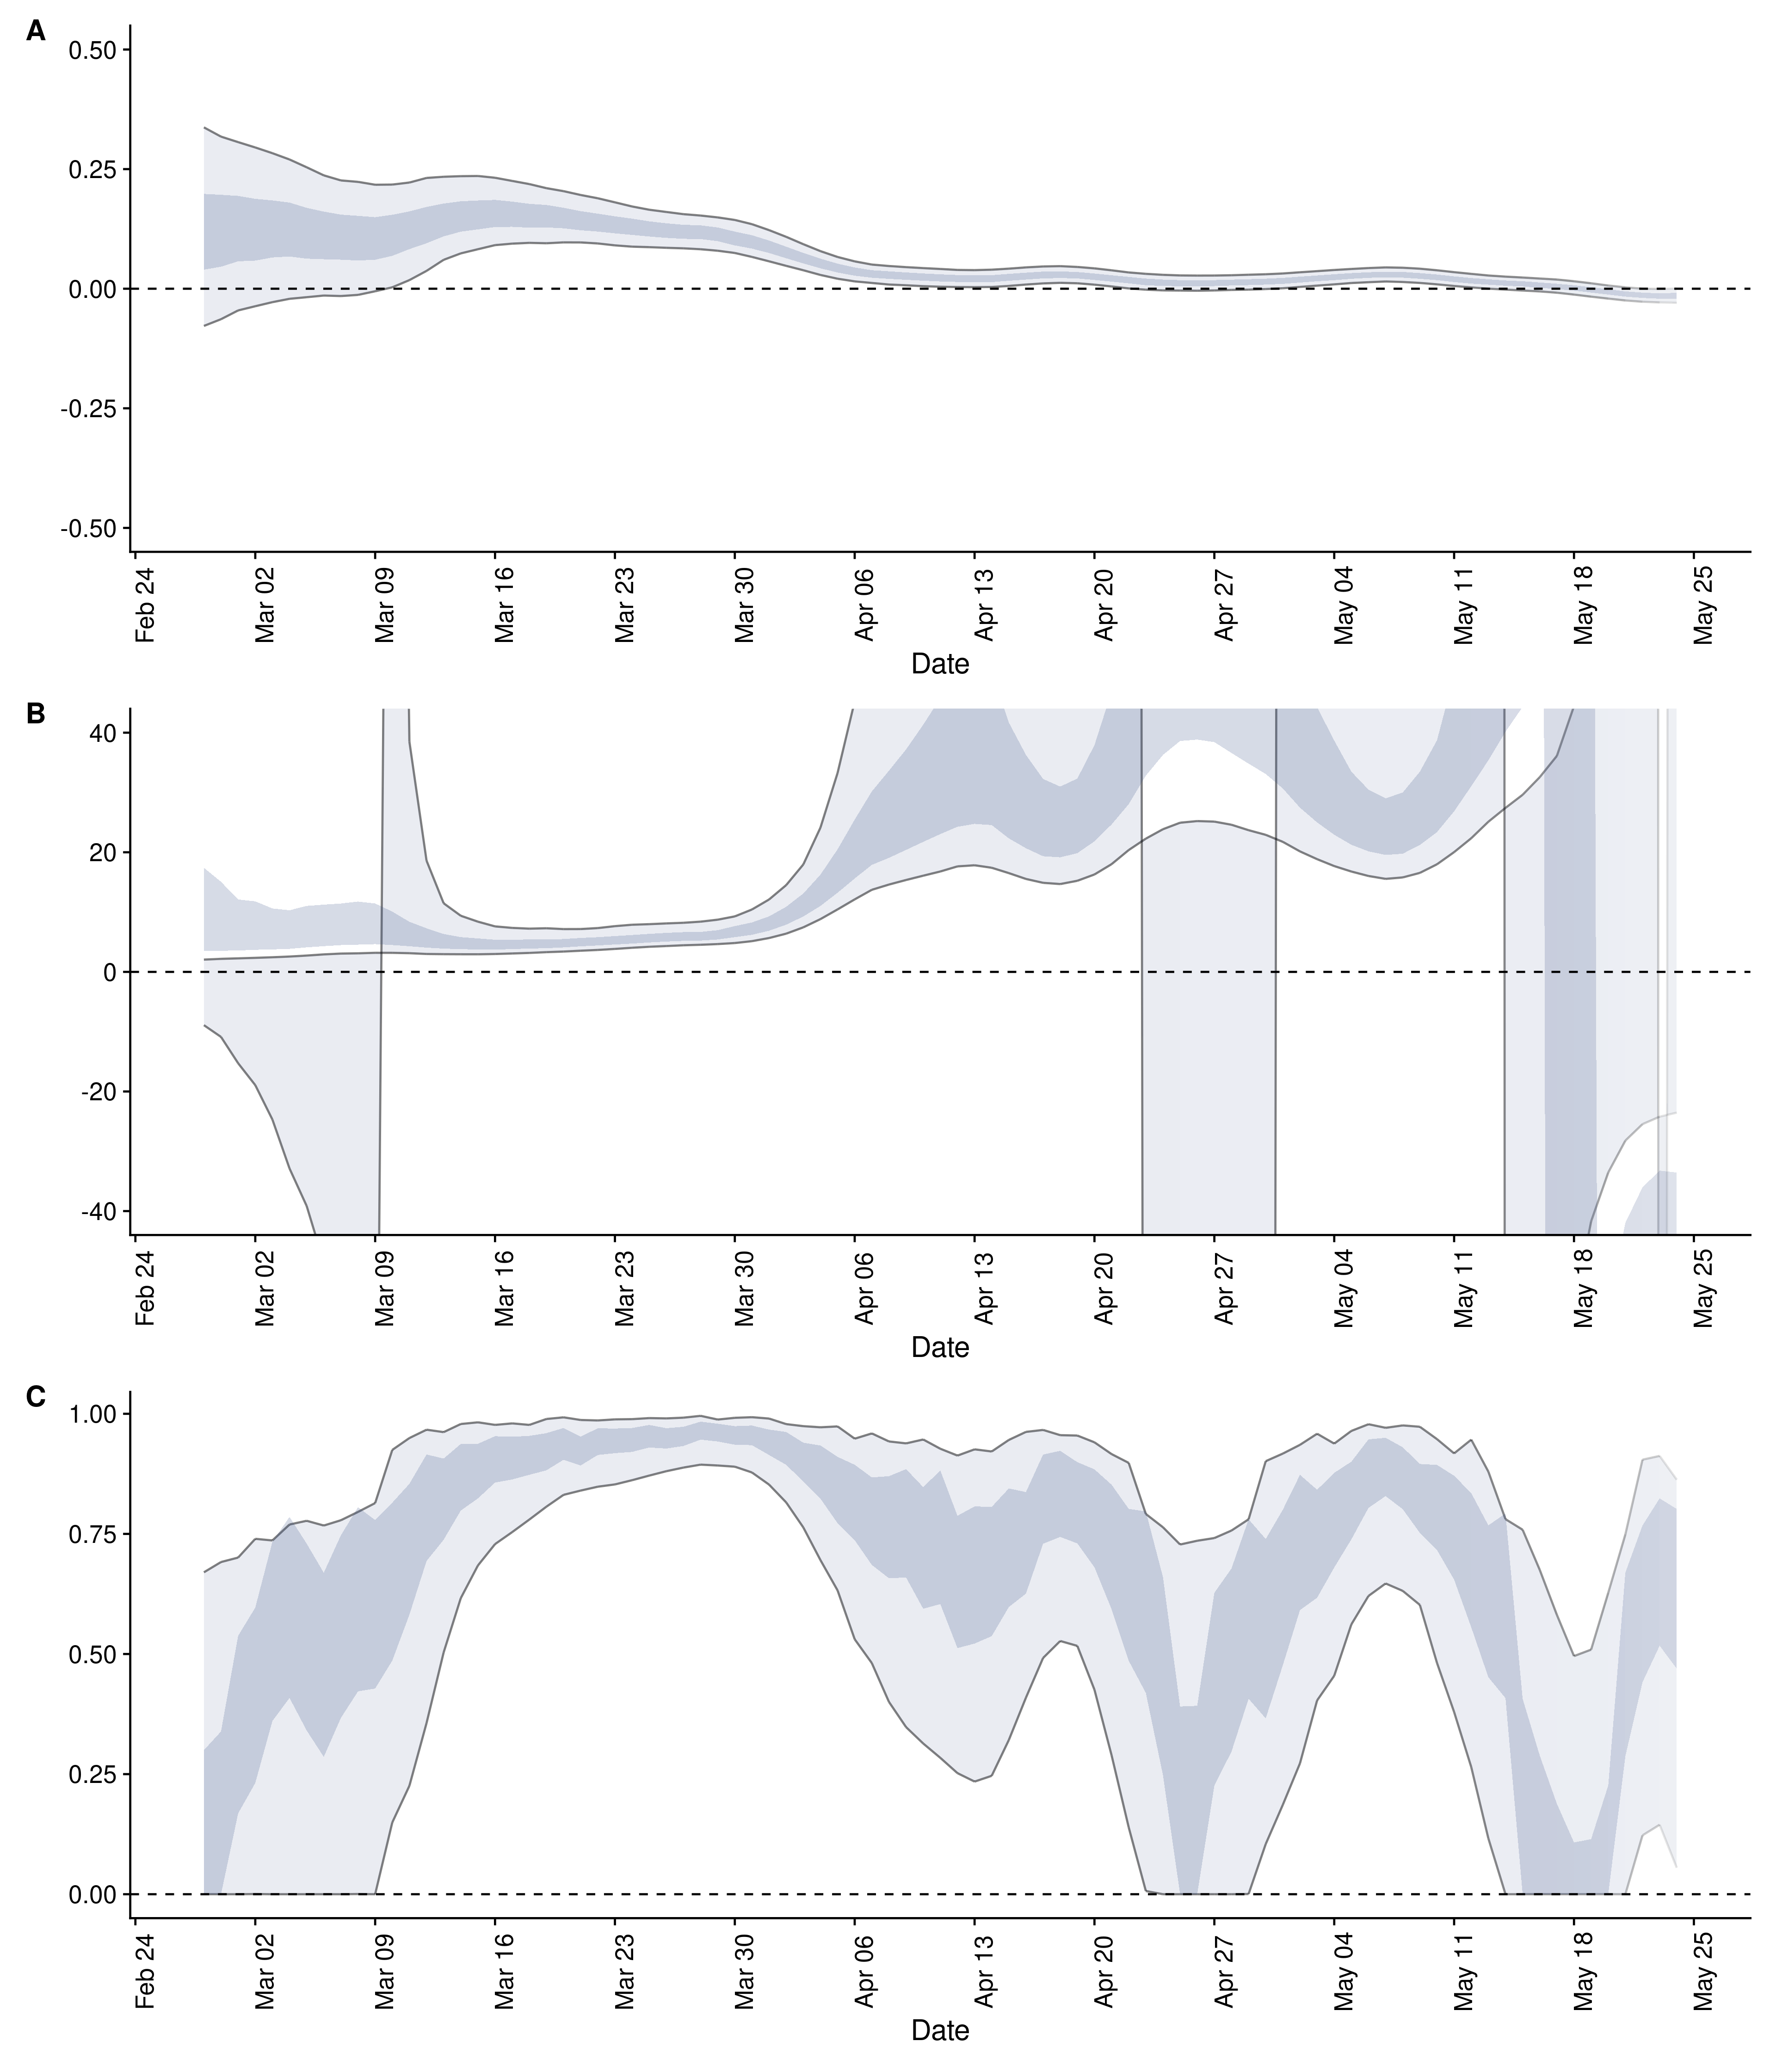 A
0.50
0.25
0.00
-0.25
-0.50
Feb 24
Mar 02
Mar 09
Mar 16
Mar 23
Mar 30
Apr 06
Apr 13
Apr 20
Apr 27
May 04
May 11
May 18
May 25
Date
B
40
20
0
-20
-40
Feb 24
Mar 02
Mar 09
Mar 16
Mar 23
Mar 30
Apr 06
Apr 13
Apr 20
Apr 27
May 04
May 11
May 18
May 25
Date
C
1.00
0.75
0.50
0.25
0.00
Feb 24
Mar 02
Mar 09
Mar 16
Mar 23
Mar 30
Apr 06
Apr 13
Apr 20
Apr 27
May 04
May 11
May 18
May 25
Date